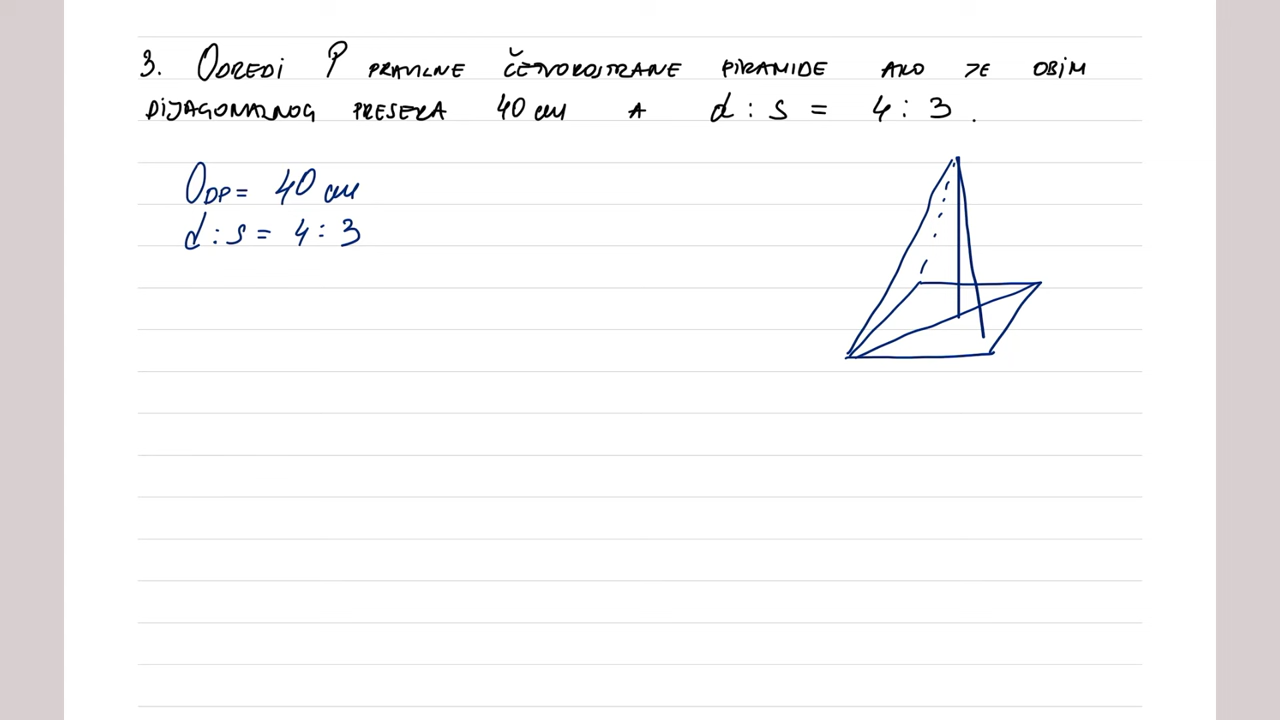 3. ODREDI P PRAVILNE ČETVOROSTRANE PIRAMIDE AKO JE OBIM
DIJAGONALNOG PRESEKA 40 cm A d : s = 4 : 3 .
O_DP = 40 cm
d : s = 4 : 3